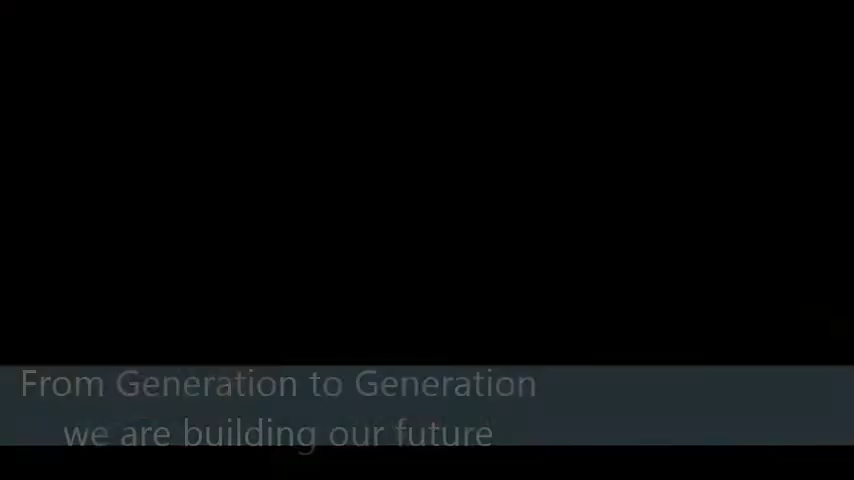 From Generation to Generation
we are building our future